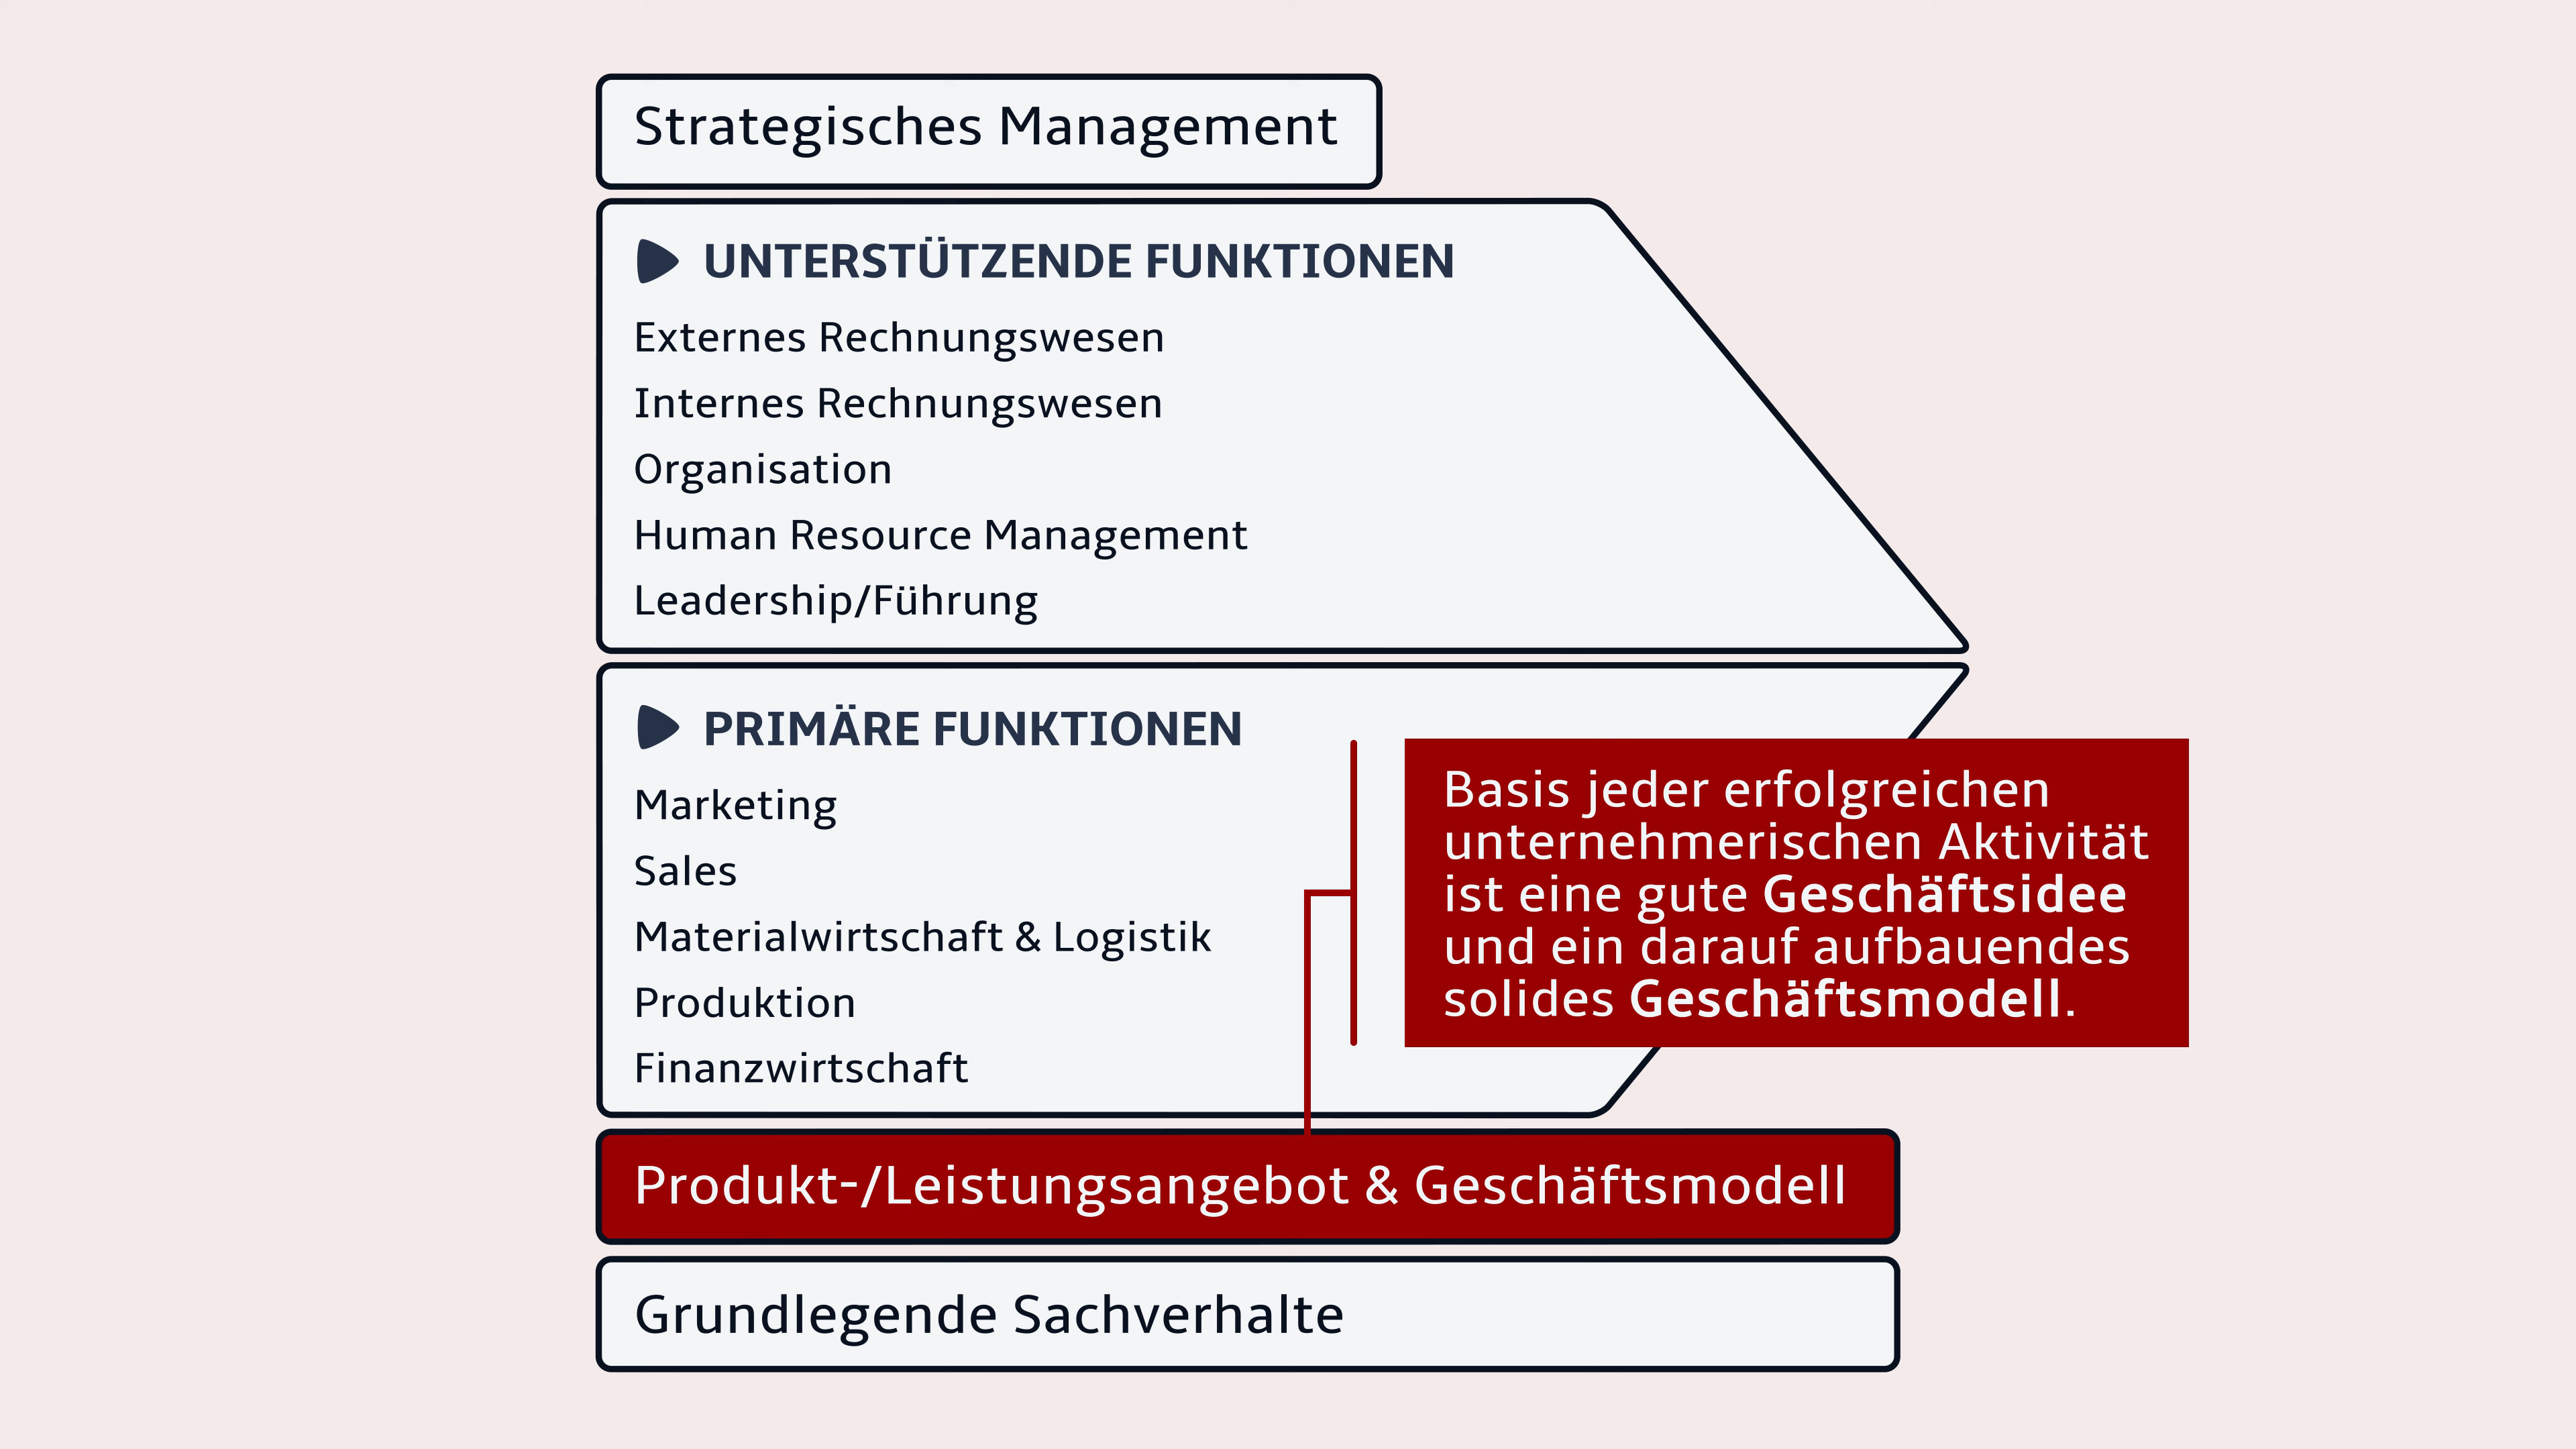 Strategisches Management
UNTERSTÜTZENDE FUNKTIONEN
Externes Rechnungswesen
Internes Rechnungswesen
Organisation
Human Resource Management
Leadership/Führung
PRIMÄRE FUNKTIONEN
Marketing
Sales
Materialwirtschaft & Logistik
Produktion
Finanzwirtschaft
Basis jeder erfolgreichen
unternehmerischen Aktivität
ist eine gute Geschäftsidee
und ein darauf aufbauendes
solides Geschäftsmodell.
Produkt-/Leistungsangebot & Geschäftsmodell
Grundlegende Sachverhalte